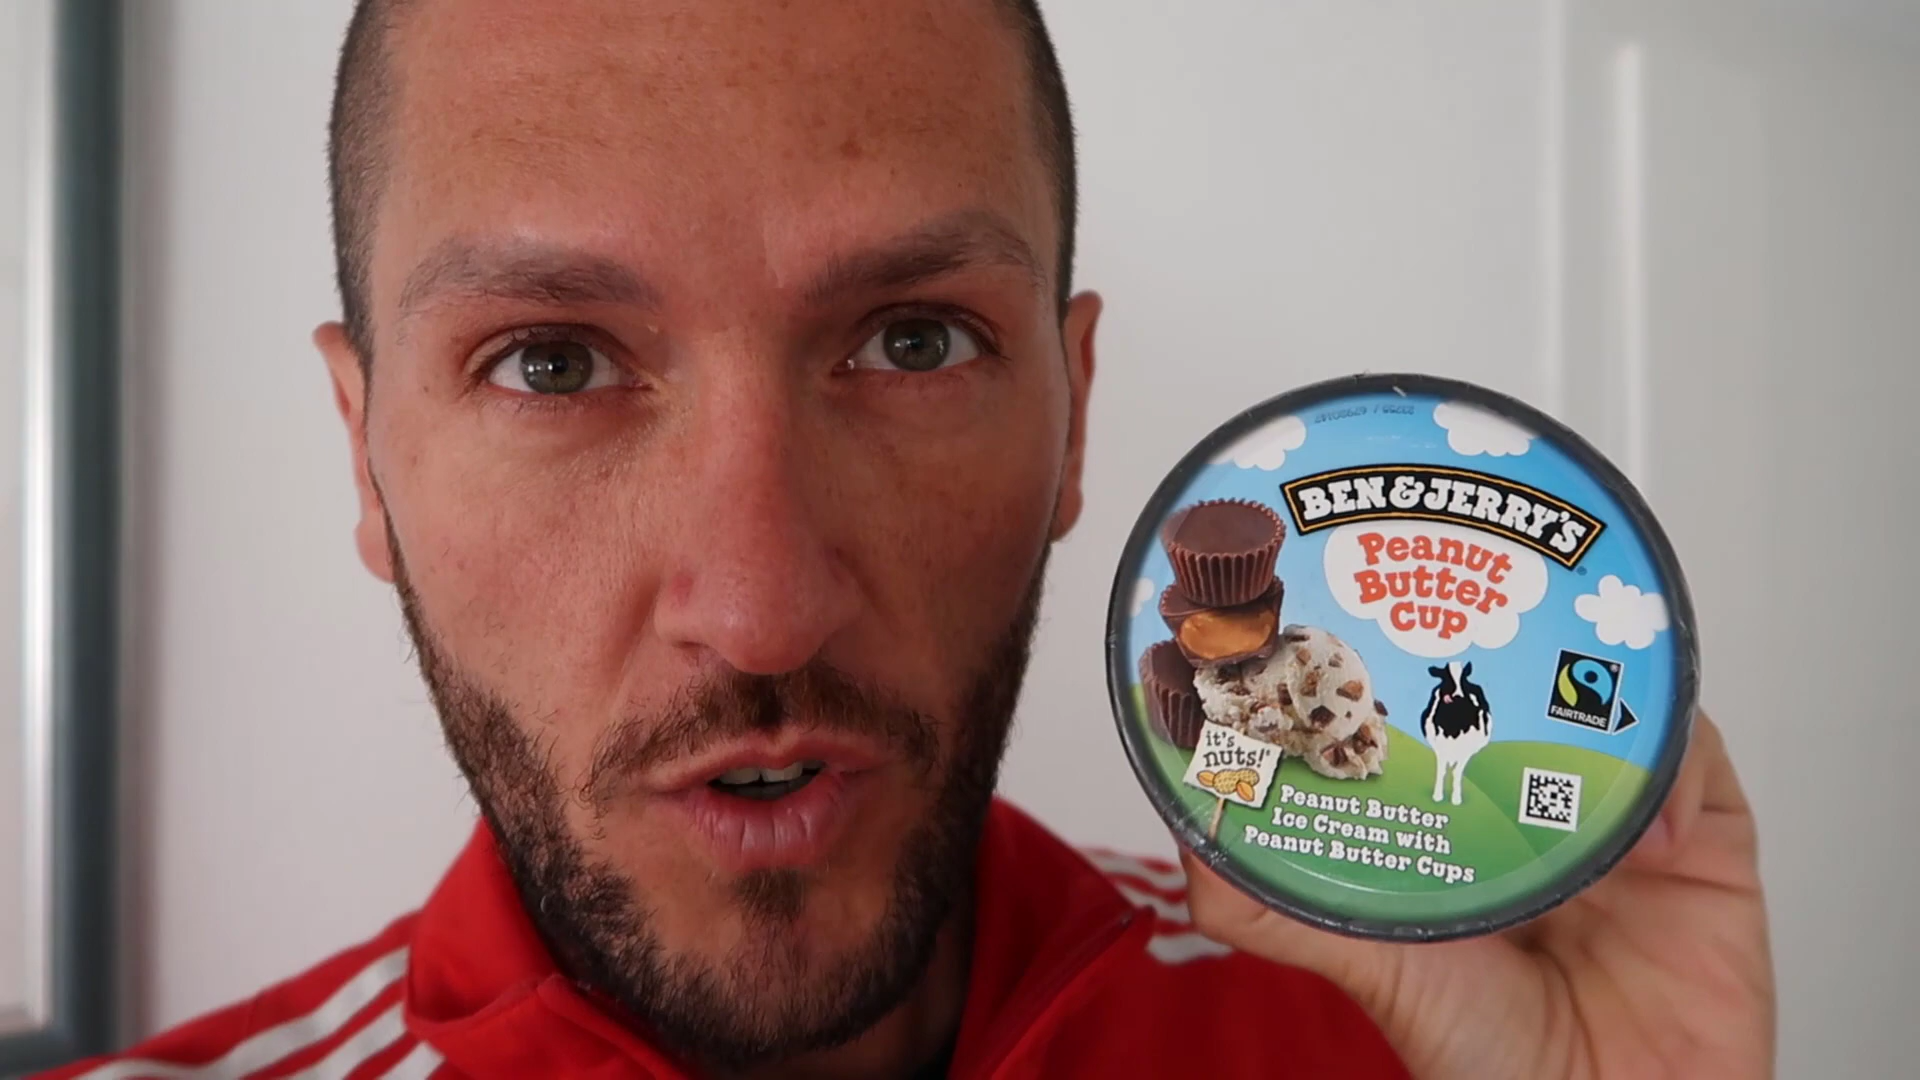 BEN & JERRY'S
Peanut
Butter
Cup
FAIRTRADE
it's
nuts!
Peanut Butter
Ice Cream with
Peanut Butter Cups